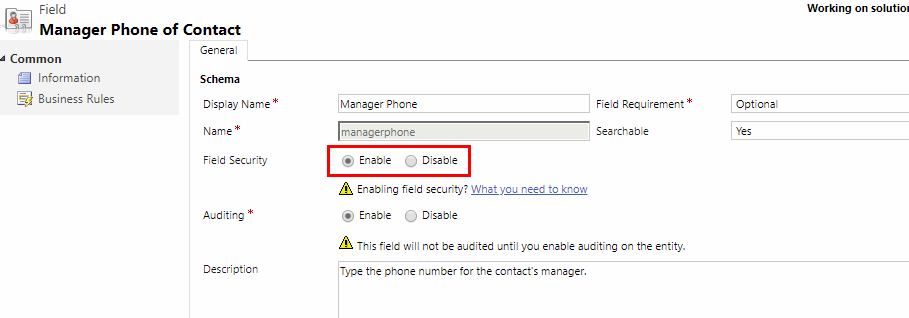 Field
Working on solution
Manager Phone of Contact
Common
Information
Business Rules
General
Schema
Display Name * Manager Phone Field Requirement * Optional
Name * managerphone Searchable Yes
Field Security Enable Disable
Enabling field security? What you need to know
Auditing * Enable Disable
This field will not be audited until you enable auditing on the entity.
Description Type the phone number for the contact's manager.